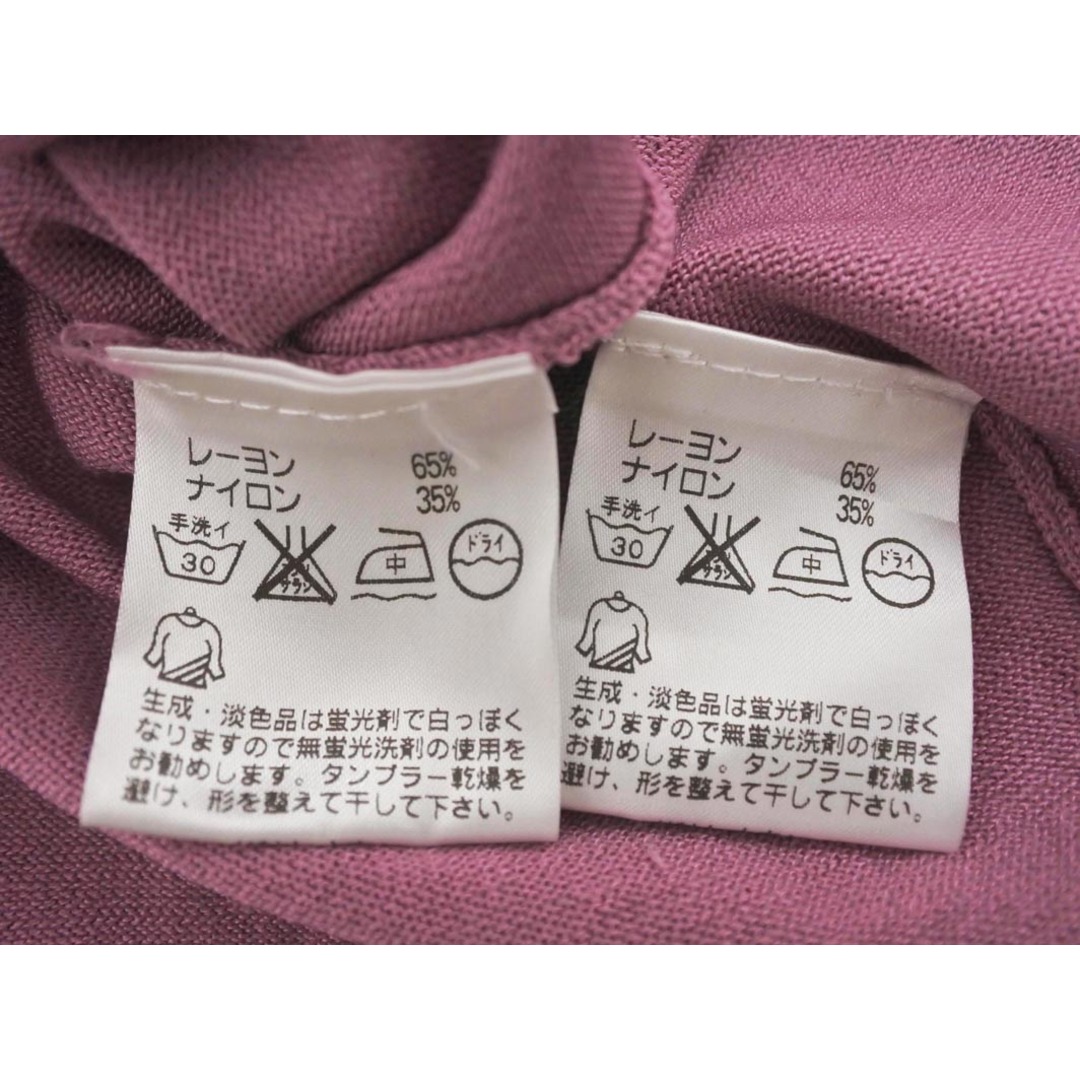 レーヨン 65%
ナイロン 35%
手洗イ
30
中
ドライ
生成・淡色品は蛍光剤で白っぽく
なりますので無蛍光洗剤の使用を
お勧めします。タンブラー乾燥を
避け、形を整えて干して下さい。
レーヨン 65%
ナイロン 35%
手洗イ
30
中
ドライ
生成・淡色品は蛍光剤で白っぽく
なりますので無蛍光洗剤の使用を
お勧めします。タンブラー乾燥を
避け、形を整えて干して下さい。